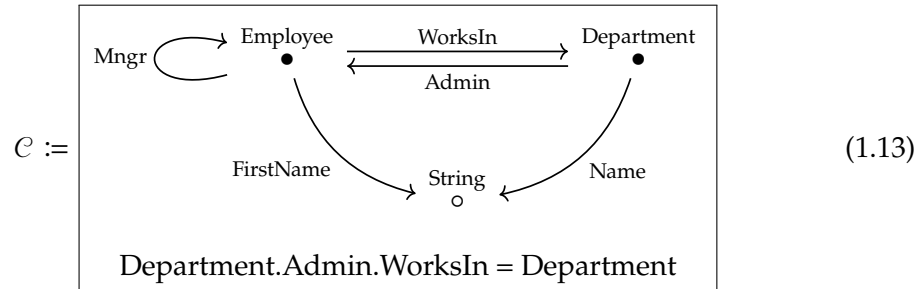 Employee WorksIn Department
Mngr
Admin
𝒞 := (1.13)
FirstName String Name
Department.Admin.WorksIn = Department